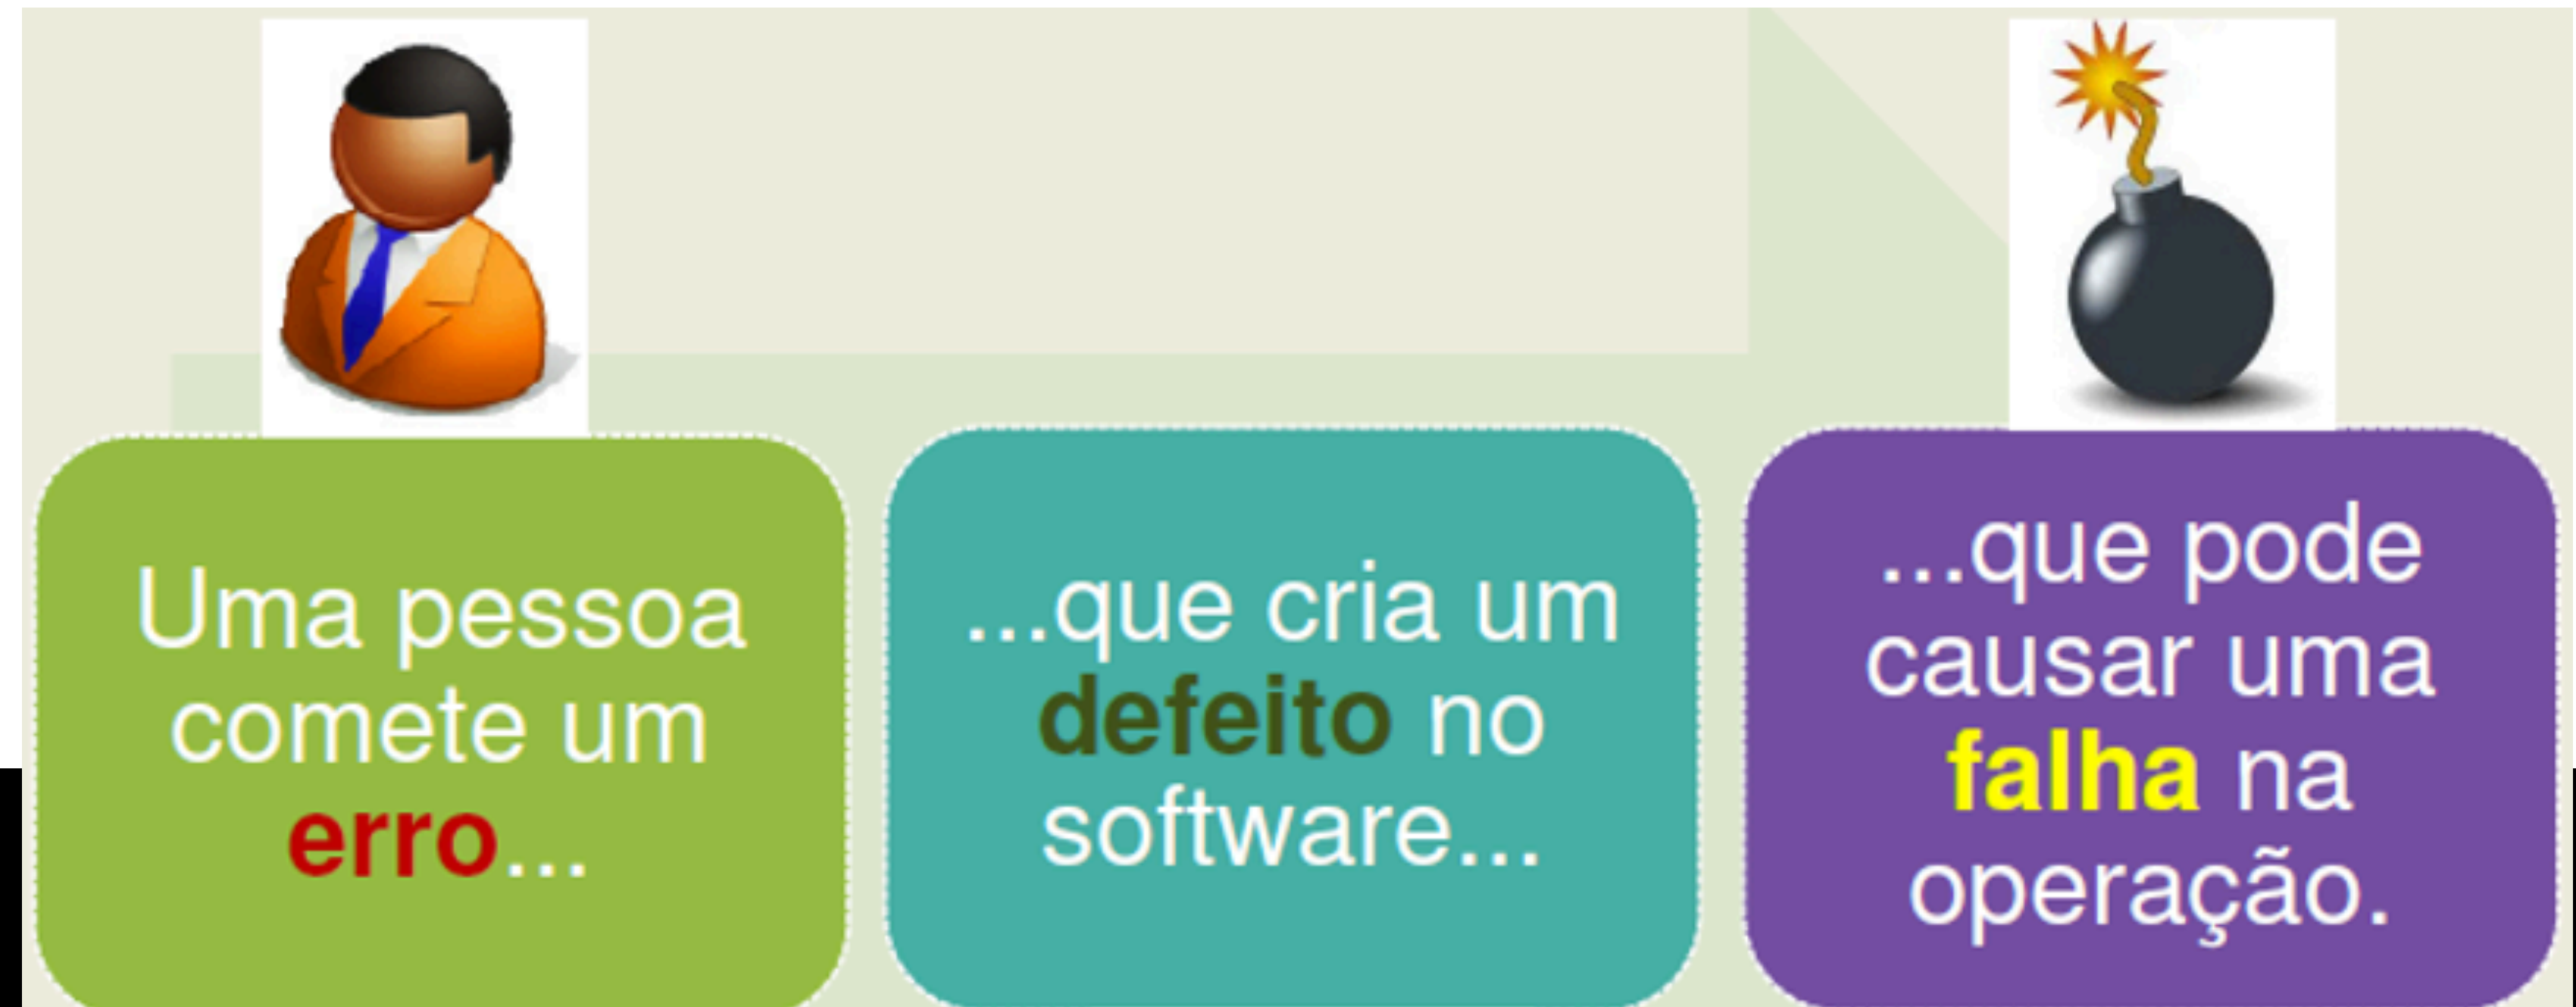 Uma pessoa
comete um
erro...
...que cria um
defeito no
software...
...que pode
causar uma
falha na
operação.